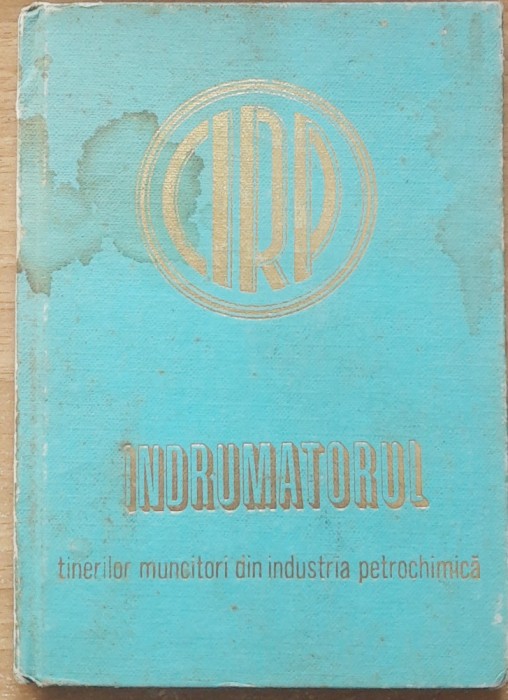 CIRP
INDRUMATORUL
tinerilor muncitori din industria petrochimică